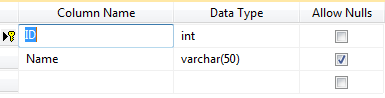 Column Name Data Type Allow Nulls
ID int
Name varchar(50)